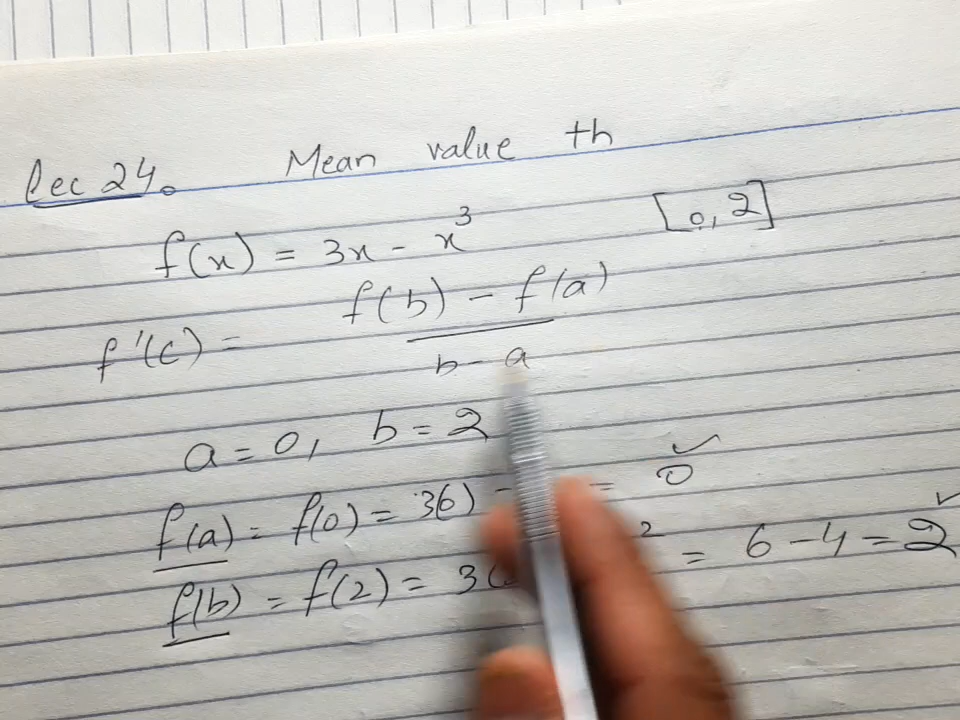 Lec 24. Mean value th
f(x) = 3x - x³ [0, 2]
f'(c) = f(b) - f(a)
b - a
a = 0, b = 2
f(a) = f(0) = 3(0) - = 0 ✓
f(b) = f(2) = 3( ² = 6 - 4 = 2 ✓